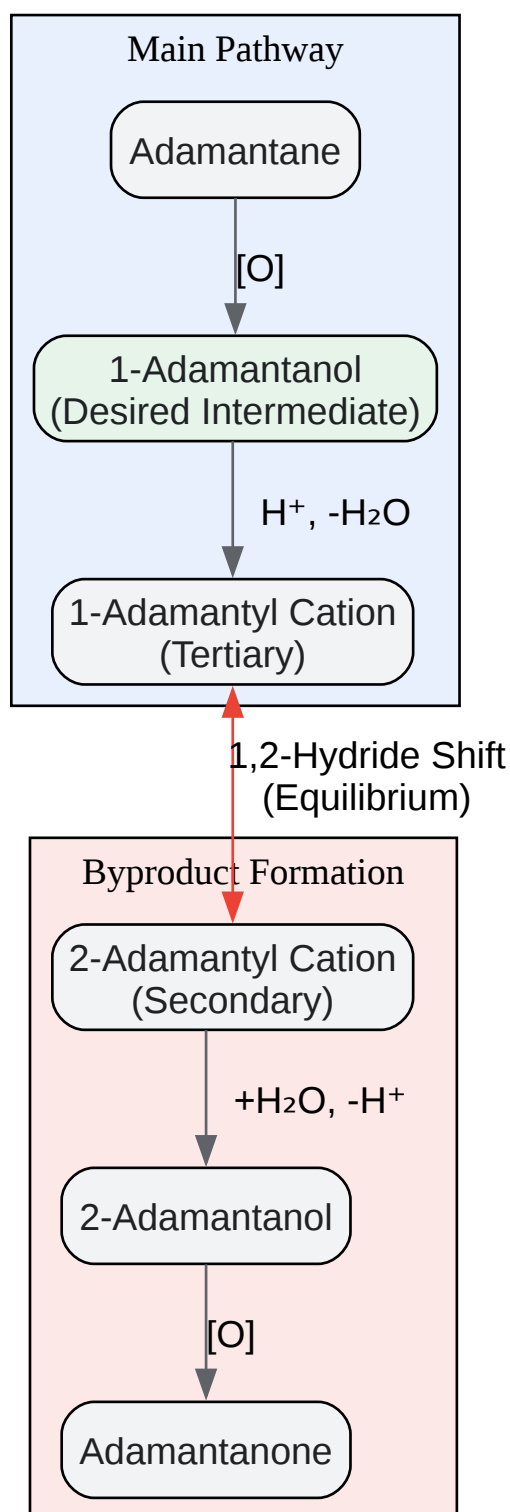 Main Pathway
Adamantane
[O]
1-Adamantanol
(Desired Intermediate)
H⁺, -H₂O
1-Adamantyl Cation
(Tertiary)
1,2-Hydride Shift
(Equilibrium)
Byproduct Formation
2-Adamantyl Cation
(Secondary)
+H₂O, -H⁺
2-Adamantanol
[O]
Adamantanone